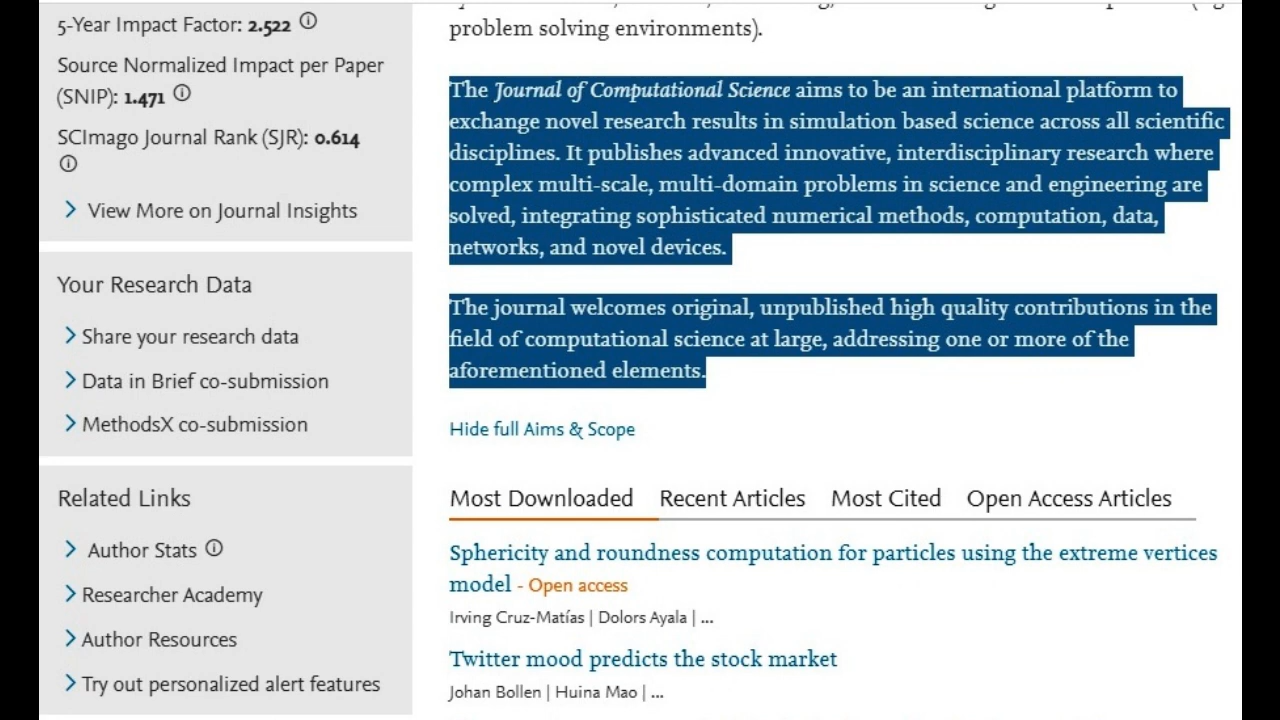 5-Year Impact Factor: 2.522
Source Normalized Impact per Paper
(SNIP): 1.471
SCImago Journal Rank (SJR): 0.614
View More on Journal Insights
Your Research Data
Share your research data
Data in Brief co-submission
MethodsX co-submission
Related Links
Author Stats
Researcher Academy
Author Resources
Try out personalized alert features
problem solving environments).
The Journal of Computational Science aims to be an international platform to
exchange novel research results in simulation based science across all scientific
disciplines. It publishes advanced innovative, interdisciplinary research where
complex multi-scale, multi-domain problems in science and engineering are
solved, integrating sophisticated numerical methods, computation, data,
networks, and novel devices.
The journal welcomes original, unpublished high quality contributions in the
field of computational science at large, addressing one or more of the
aforementioned elements.
Hide full Aims & Scope
Most Downloaded Recent Articles Most Cited Open Access Articles
Sphericity and roundness computation for particles using the extreme vertices
model - Open access
Irving Cruz-Matías | Dolors Ayala | ...
Twitter mood predicts the stock market
Johan Bollen | Huina Mao | ...